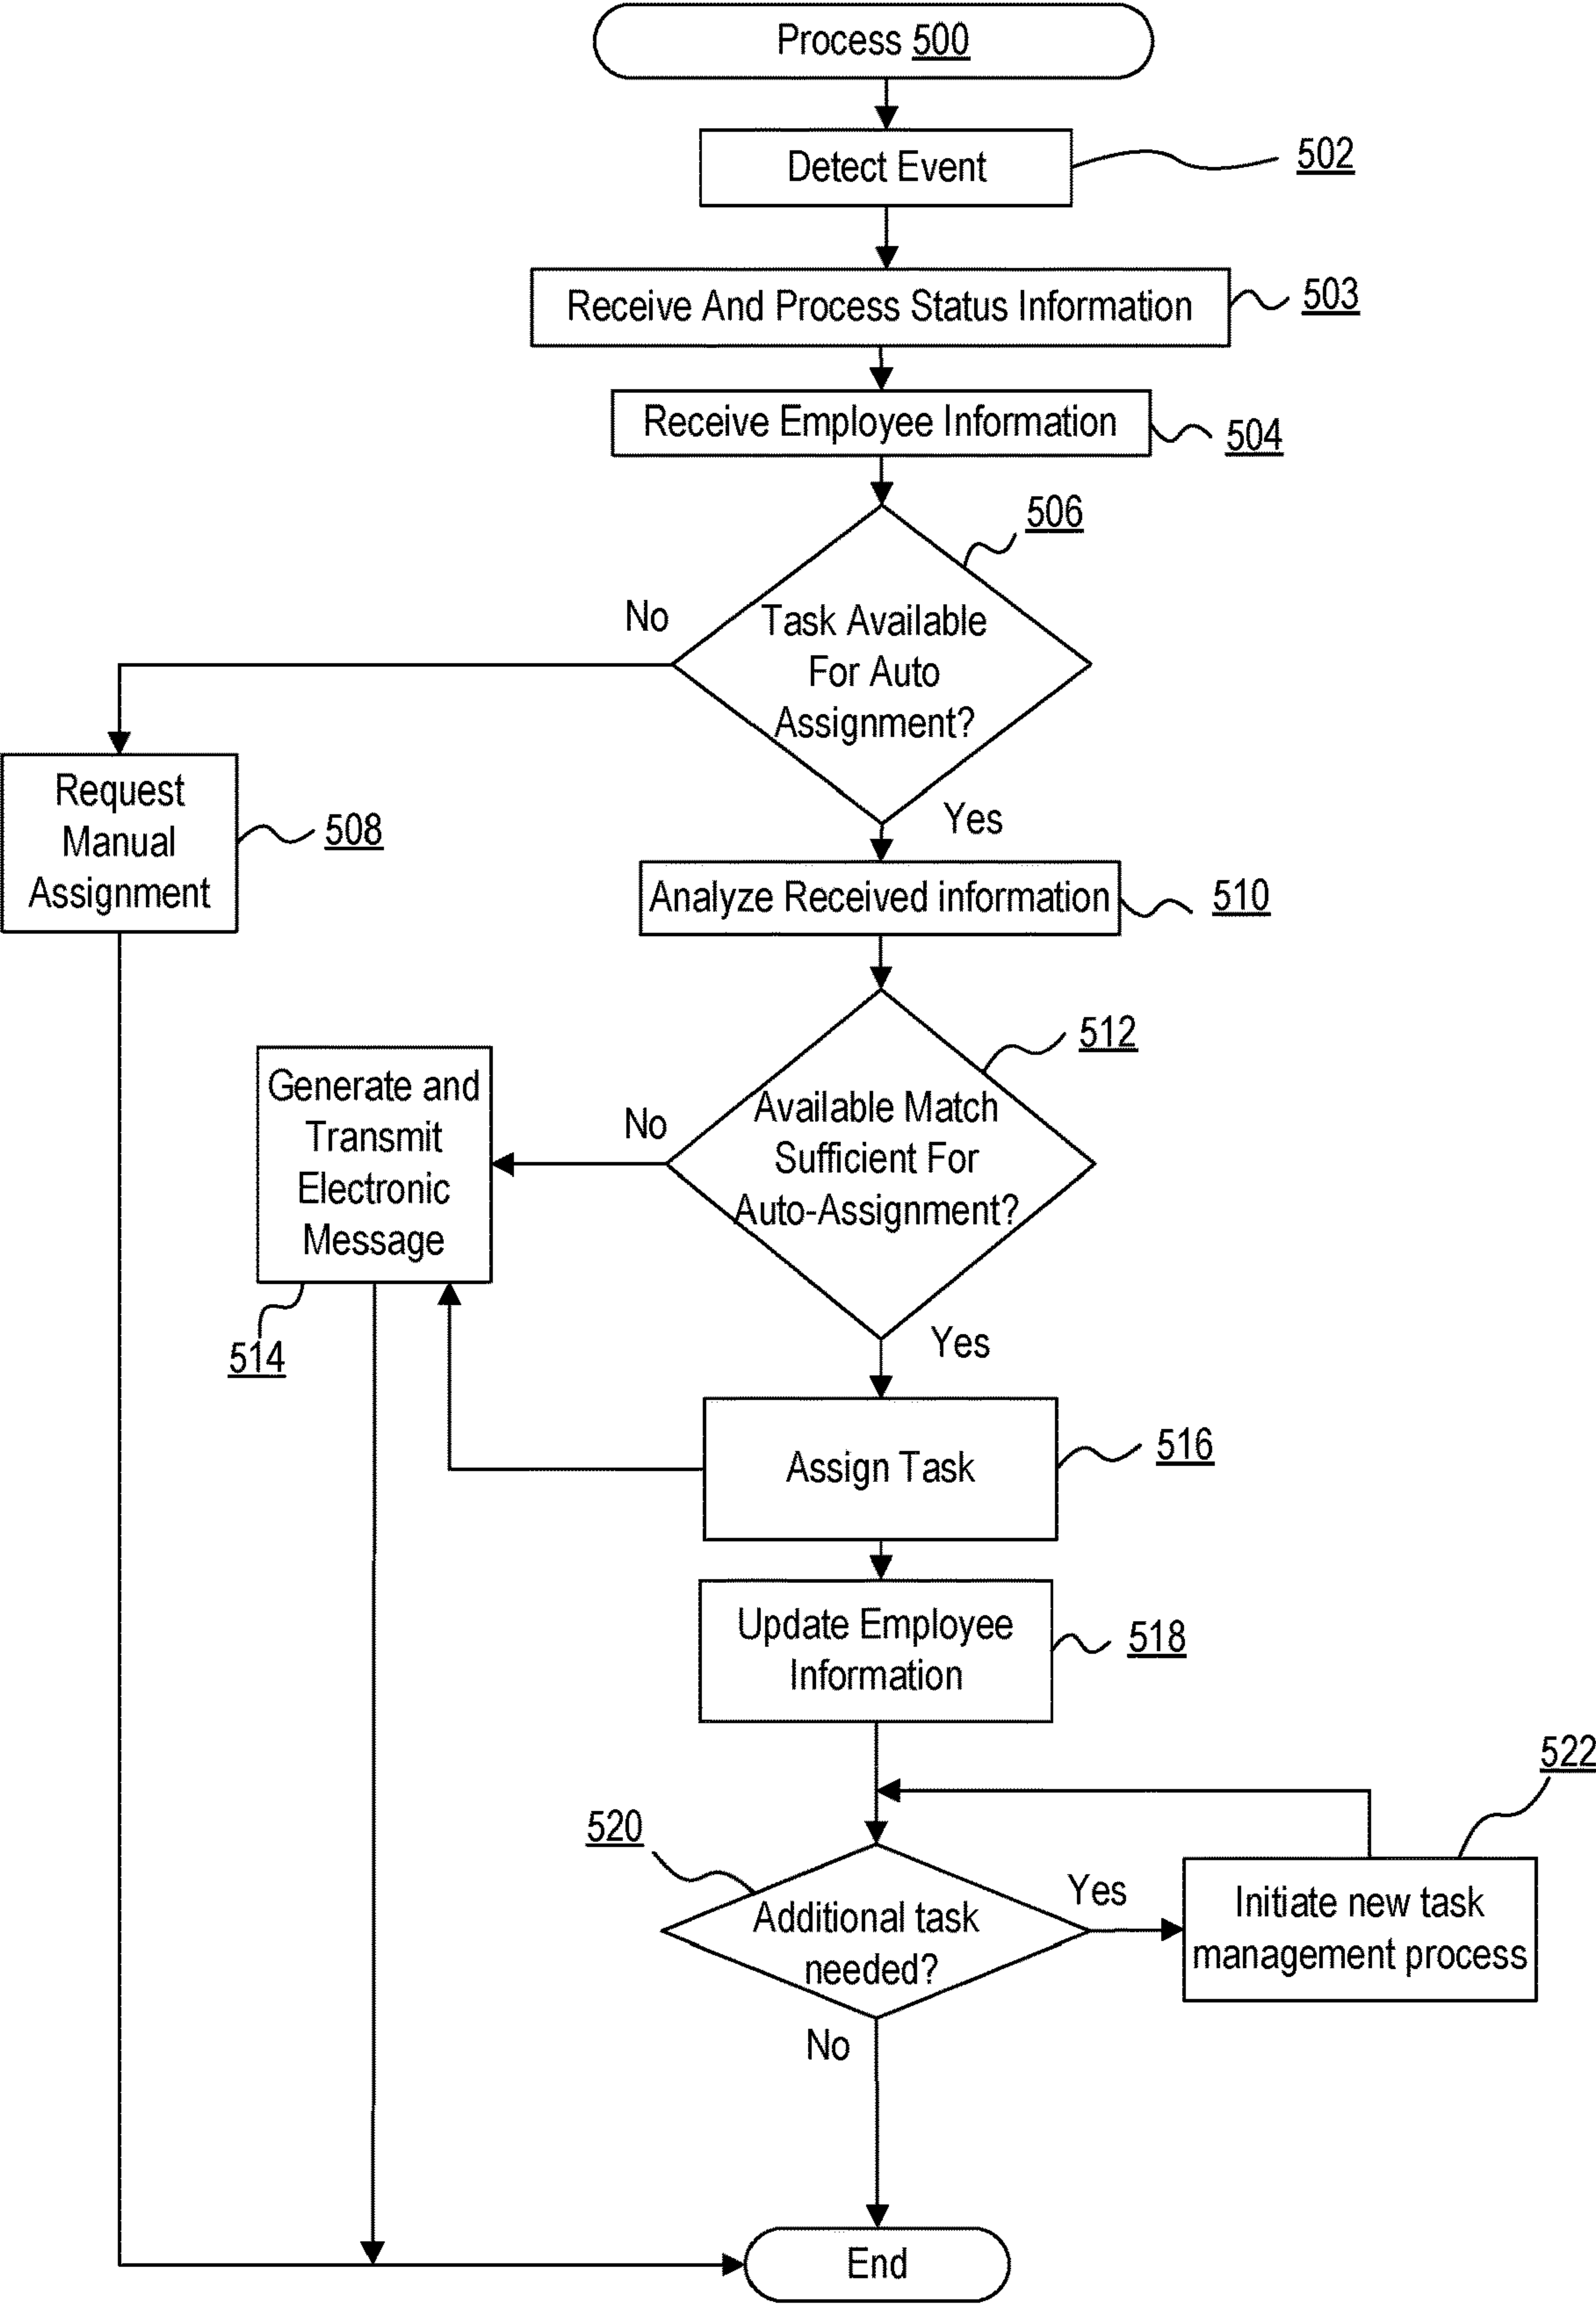 Process 500
Detect Event
502
Receive And Process Status Information
503
Receive Employee Information
504
506
Task Available
For Auto
Assignment?
No
Yes
Request
Manual
Assignment
508
Analyze Received information
510
512
Available Match
Sufficient For
Auto-Assignment?
No
Generate and
Transmit
Electronic
Message
514
Yes
Assign Task
516
Update Employee
Information
518
520
Additional task
needed?
Yes
522
Initiate new task
management process
No
End